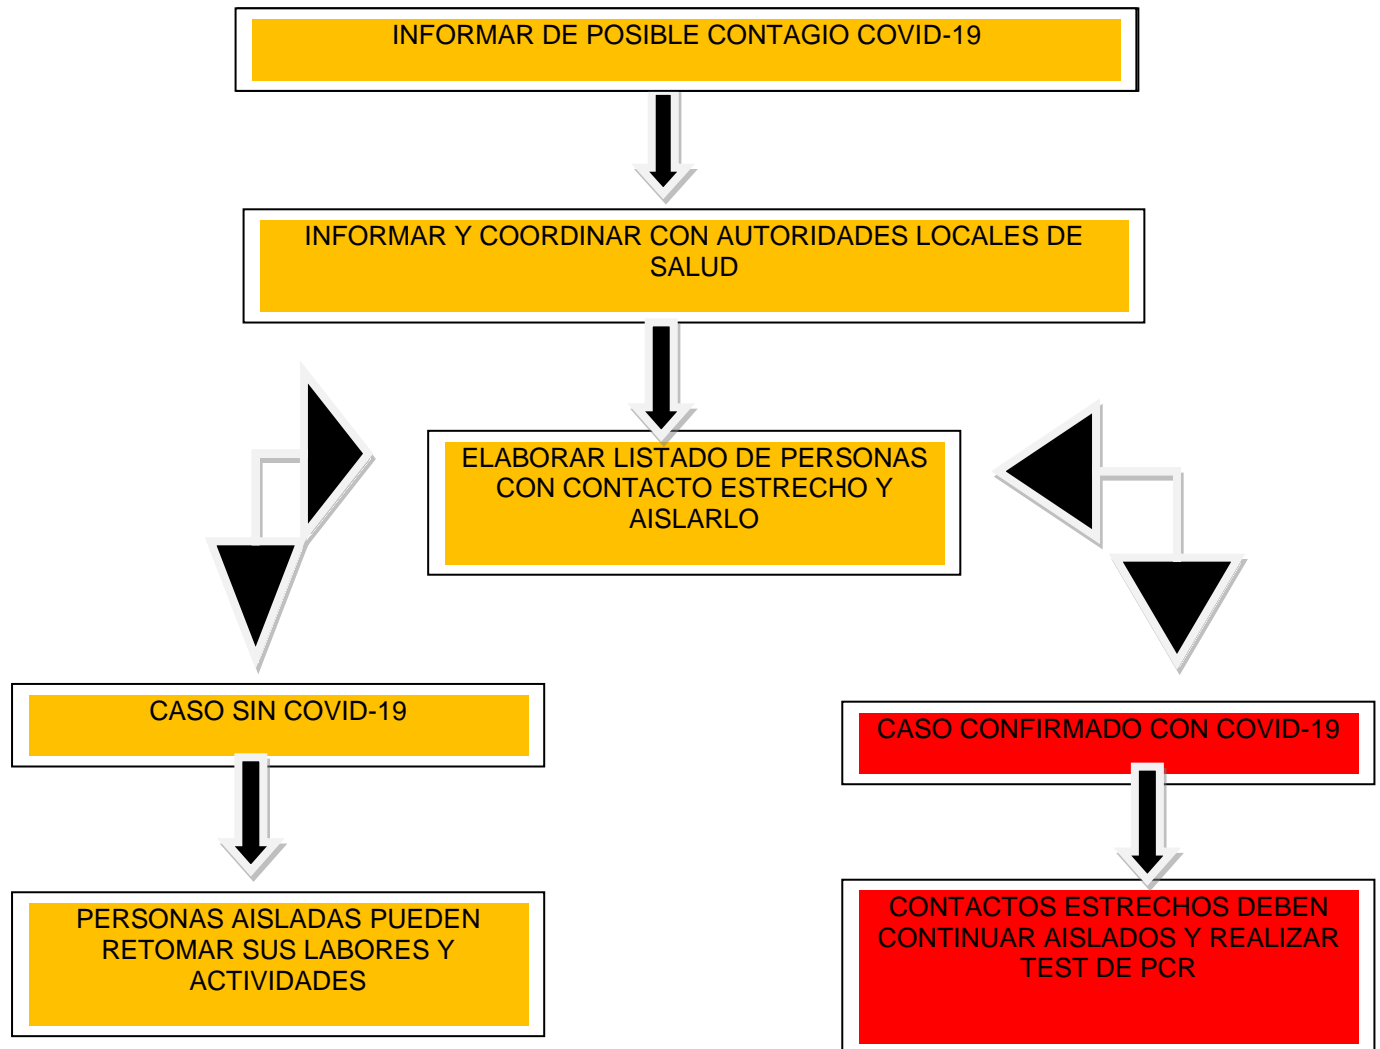 INFORMAR DE POSIBLE CONTAGIO COVID-19
INFORMAR Y COORDINAR CON AUTORIDADES LOCALES DE
SALUD
ELABORAR LISTADO DE PERSONAS
CON CONTACTO ESTRECHO Y
AISLARLO
CASO SIN COVID-19
CASO CONFIRMADO CON COVID-19
PERSONAS AISLADAS PUEDEN
RETOMAR SUS LABORES Y
ACTIVIDADES
CONTACTOS ESTRECHOS DEBEN
CONTINUAR AISLADOS Y REALIZAR
TEST DE PCR